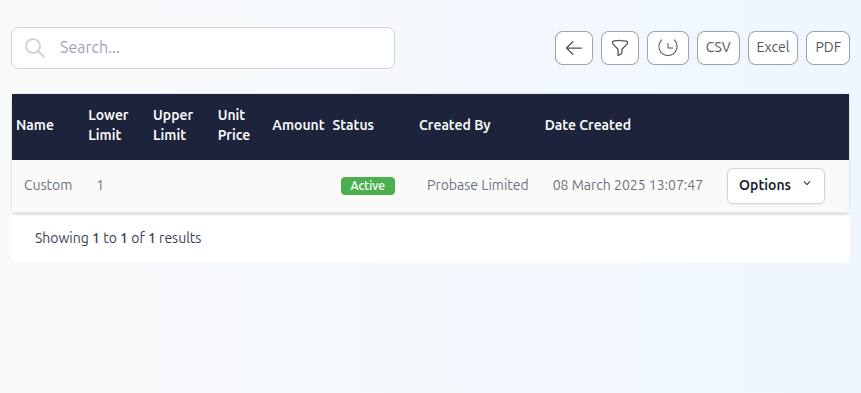 Search...
CSV Excel PDF
Name Lower Limit Upper Limit Unit Price Amount Status Created By Date Created
Custom 1 Active Probase Limited 08 March 2025 13:07:47 Options
Showing 1 to 1 of 1 results